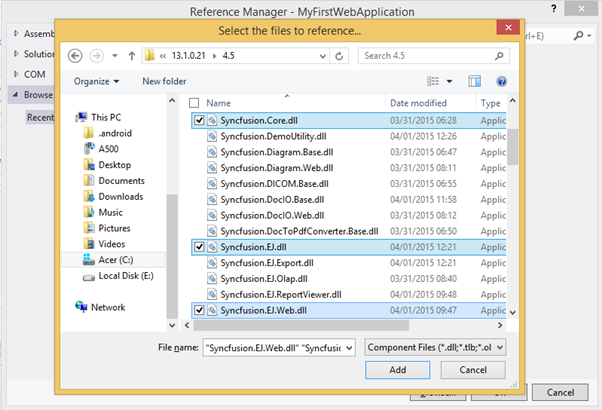 Reference Manager - MyFirstWebApplication
? ×
Select the files to reference...
« 13.1.0.21 ▸ 4.5
Search 4.5
Ctrl+E)
Assem
Solution
COM
Browse
Recent
Organize
New folder
This PC
.android
A500
Desktop
Documents
Downloads
Music
Pictures
Videos
Acer (C:)
Local Disk (E:)
Network
Name Date modified Type
Syncfusion.Core.dll 03/31/2015 06:28 Applic
Syncfusion.DemoUtility.dll 04/01/2015 12:26 Applic
Syncfusion.Diagram.Base.dll 03/31/2015 06:47 Applic
Syncfusion.Diagram.Web.dll 03/31/2015 08:11 Applic
Syncfusion.DICOM.Base.dll 03/31/2015 06:55 Applic
Syncfusion.DocIO.Base.dll 04/01/2015 11:58 Applic
Syncfusion.DocIO.Web.dll 03/31/2015 08:12 Applic
Syncfusion.DocToPdfConverter.Base.dll 03/31/2015 06:50 Applic
Syncfusion.EJ.dll 04/01/2015 12:21 Applic
Syncfusion.EJ.Export.dll 04/01/2015 12:21 Applic
Syncfusion.EJ.Olap.dll 03/31/2015 08:40 Applic
Syncfusion.EJ.ReportViewer.dll 04/01/2015 09:48 Applic
Syncfusion.EJ.Web.dll 04/01/2015 09:47 Applic
File name: "Syncfusion.EJ.Web.dll" "Syncfusi
Component Files (*.dll;*.tlb;*.ol
Add
Cancel
Cancel